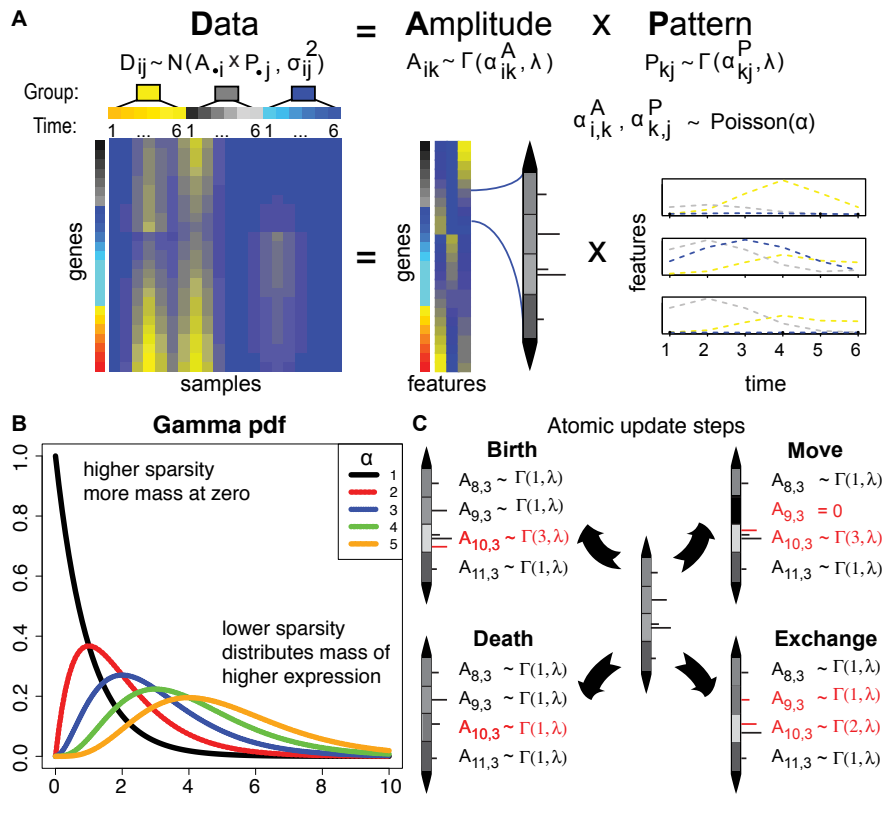 A
Data = Amplitude x Pattern
Dij ~ N(A•i x P•j , σij²)
Aik ~ Γ(αikᴬ, λ)
Pkj ~ Γ(αkjᴾ, λ)
Group:
αi,kᴬ , αk,jᴾ ~ Poisson(α)
Time: 1 ... 6 1 ... 6 1 ... 6
genes
=
genes
x
features
samples
features
1 2 3 4 5 6
time
B
Gamma pdf
higher sparsity
more mass at zero
α
1
2
3
4
5
lower sparsity
distributes mass of
higher expression
1.0
0.8
0.6
0.4
0.2
0.0
0 2 4 6 8 10
C
Atomic update steps
Birth
A8,3 ~ Γ(1,λ)
A9,3 ~ Γ(1,λ)
A10,3 ~ Γ(3,λ)
A11,3 ~ Γ(1,λ)
Move
A8,3 ~ Γ(1,λ)
A9,3 = 0
A10,3 ~ Γ(3,λ)
A11,3 ~ Γ(1,λ)
Death
A8,3 ~ Γ(1,λ)
A9,3 ~ Γ(1,λ)
A10,3 ~ Γ(1,λ)
A11,3 ~ Γ(1,λ)
Exchange
A8,3 ~ Γ(1,λ)
A9,3 ~ Γ(1,λ)
A10,3 ~ Γ(2,λ)
A11,3 ~ Γ(1,λ)